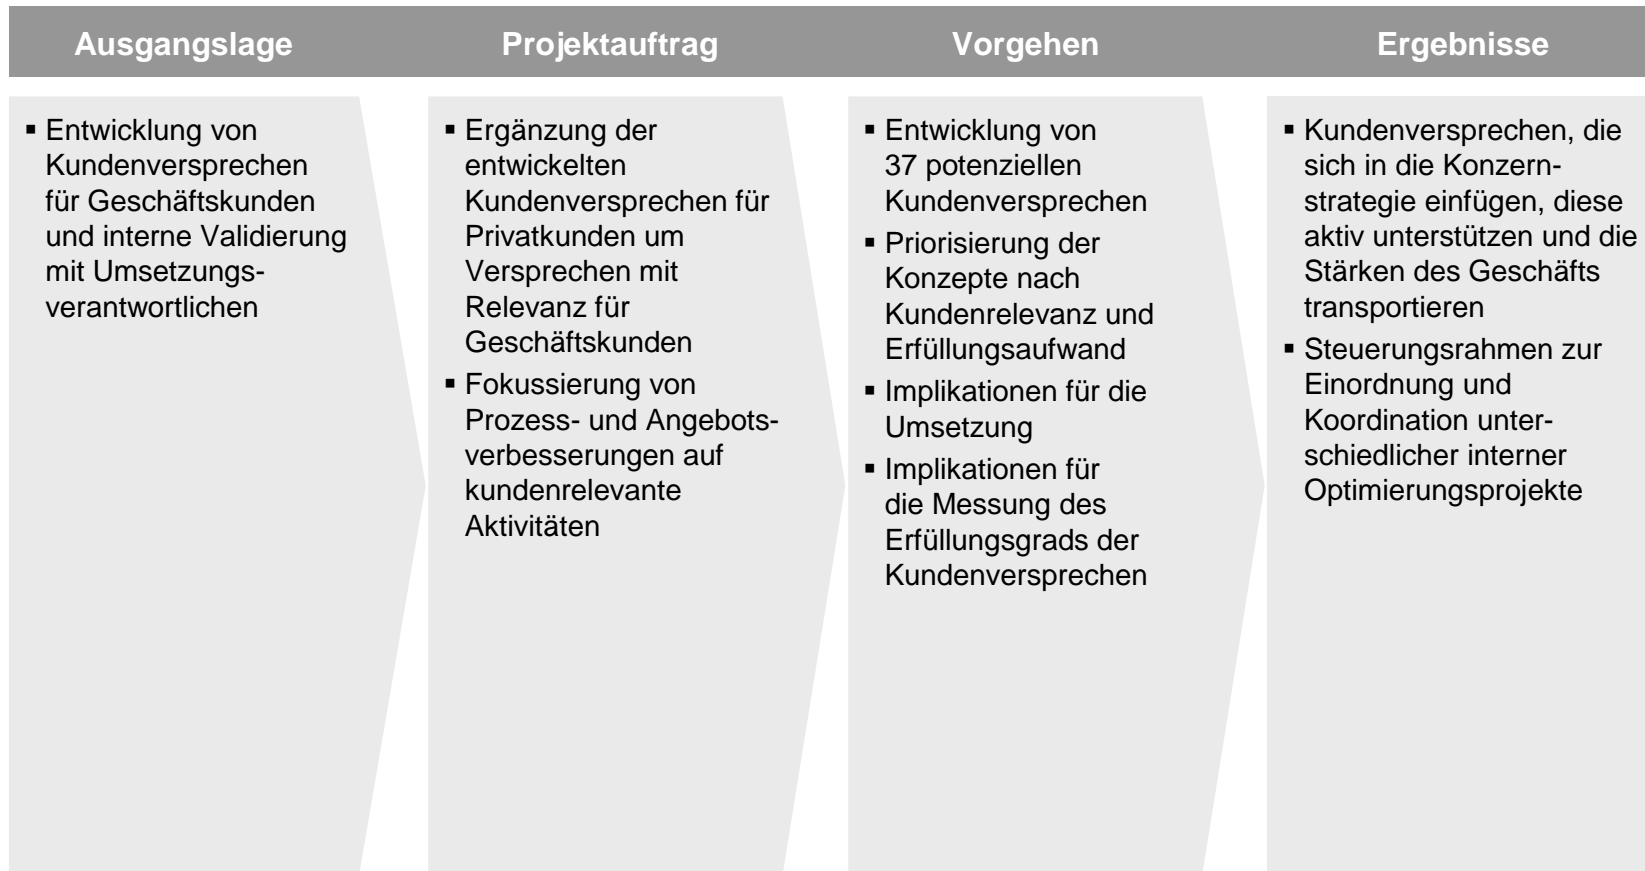 Ausgangslage
Projektauftrag
Vorgehen
Ergebnisse
▪ Entwicklung von
Kundenversprechen
für Geschäftskunden
und interne Validierung
mit Umsetzungs-
verantwortlichen
▪ Ergänzung der
entwickelten
Kundenversprechen für
Privatkunden um
Versprechen mit
Relevanz für
Geschäftskunden
▪ Fokussierung von
Prozess- und Angebots-
verbesserungen auf
kundenrelevante
Aktivitäten
▪ Entwicklung von
37 potenziellen
Kundenversprechen
▪ Priorisierung der
Konzepte nach
Kundenrelevanz und
Erfüllungsaufwand
▪ Implikationen für die
Umsetzung
▪ Implikationen für
die Messung des
Erfüllungsgrads der
Kundenversprechen
▪ Kundenversprechen, die
sich in die Konzern-
strategie einfügen, diese
aktiv unterstützen und die
Stärken des Geschäfts
transportieren
▪ Steuerungsrahmen zur
Einordnung und
Koordination unter-
schiedlicher interner
Optimierungsprojekte